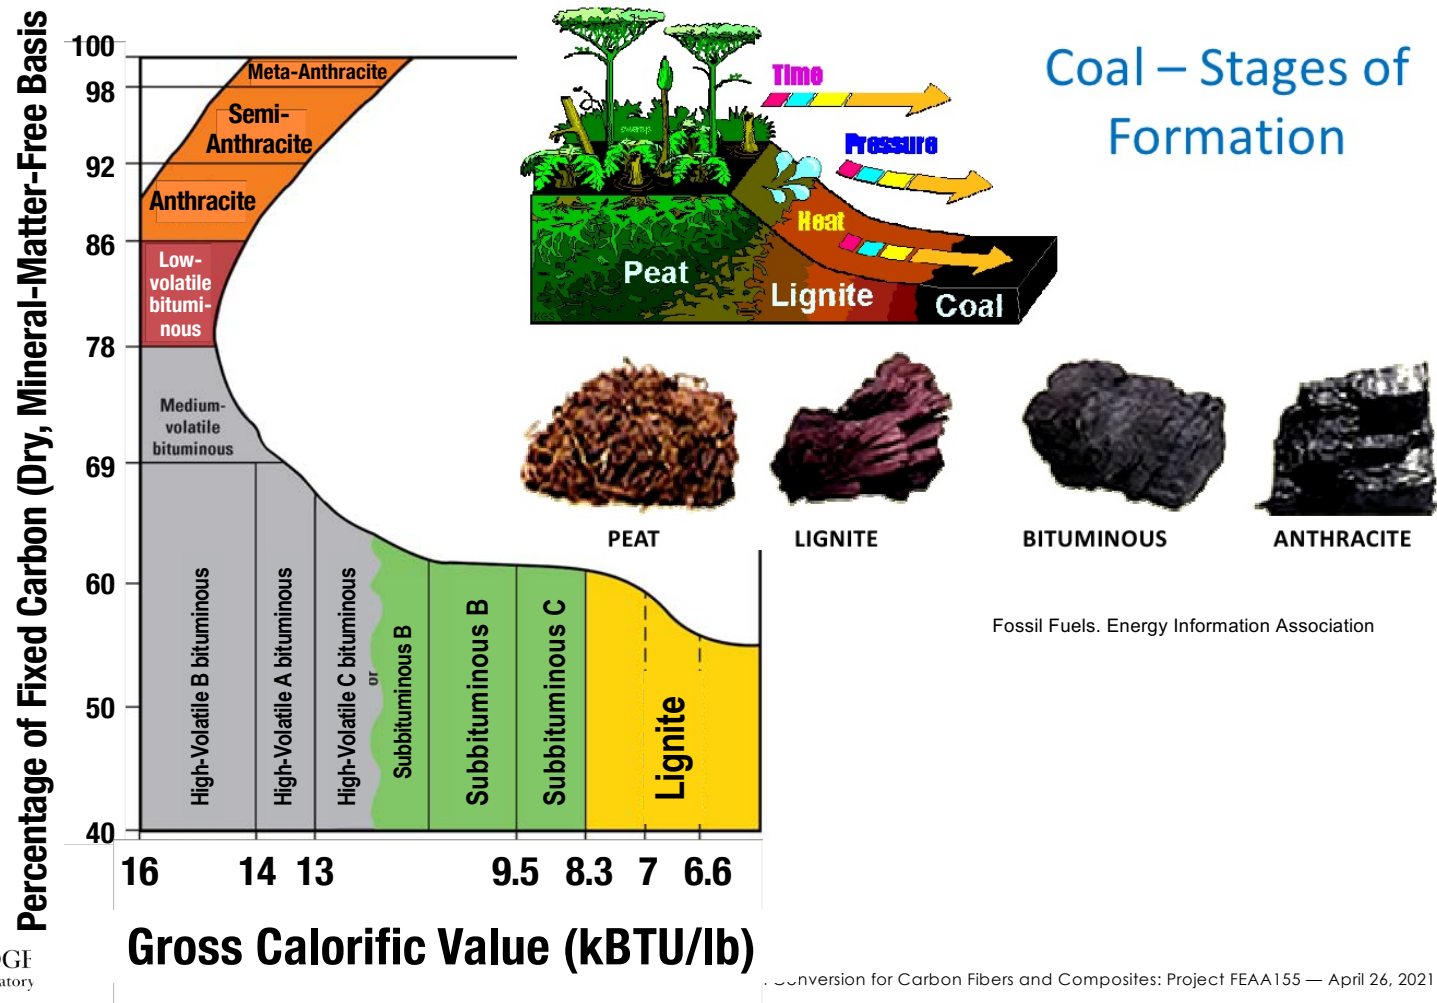 Coal – Stages of
Formation
Percentage of Fixed Carbon (Dry, Mineral-Matter-Free Basis
100
98
92
86
78
69
60
50
40
Meta-Anthracite
Semi-
Anthracite
Anthracite
Low-
volatile
bitumi-
nous
Medium-
volatile
bituminous
High-Volatile B bituminous
High-Volatile A bituminous
High-Volatile C bituminous
or
Subbituminous B
Subbituminous B
Subbituminous C
Lignite
16
14
13
9.5
8.3
7
6.6
Gross Calorific Value (kBTU/lb)
Time
Pressure
Heat
swamp
Peat
Lignite
Coal
KGS
PEAT
LIGNITE
BITUMINOUS
ANTHRACITE
Fossil Fuels. Energy Information Association
Conversion for Carbon Fibers and Composites: Project FEAA155 — April 26, 2021